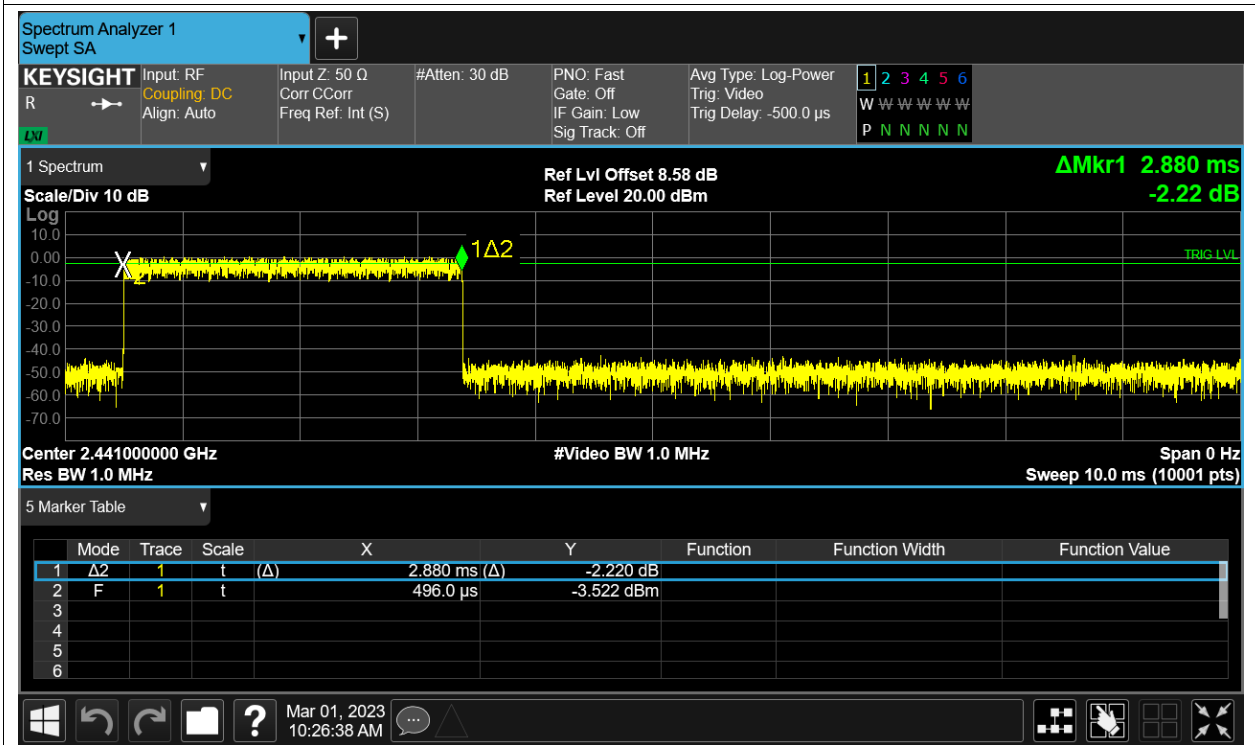 Spectrum Analyzer 1
Swept SA
KEYSIGHT Input: RF Input Z: 50 Ω #Atten: 30 dB PNO: Fast Avg Type: Log-Power 1 2 3 4 5 6
R Coupling: DC Corr CCorr Gate: Off Trig: Video W W W W W W
Align: Auto Freq Ref: Int (S) IF Gain: Low Trig Delay: -500.0 µs P N N N N N
LXI Sig Track: Off
1 Spectrum Ref Lvl Offset 8.58 dB ΔMkr1 2.880 ms
Scale/Div 10 dB Ref Level 20.00 dBm -2.22 dB
Log
10.0
1Δ2
0.00 TRIG LVL
2
-10.0
-20.0
-30.0
-40.0
-50.0
-60.0
-70.0
Center 2.441000000 GHz #Video BW 1.0 MHz Span 0 Hz
Res BW 1.0 MHz Sweep 10.0 ms (10001 pts)
5 Marker Table
Mode Trace Scale X Y Function Function Width Function Value
1 Δ2 1 t (Δ) 2.880 ms (Δ) -2.220 dB
2 F 1 t 496.0 µs -3.522 dBm
3
4
5
6
? Mar 01, 2023
10:26:38 AM